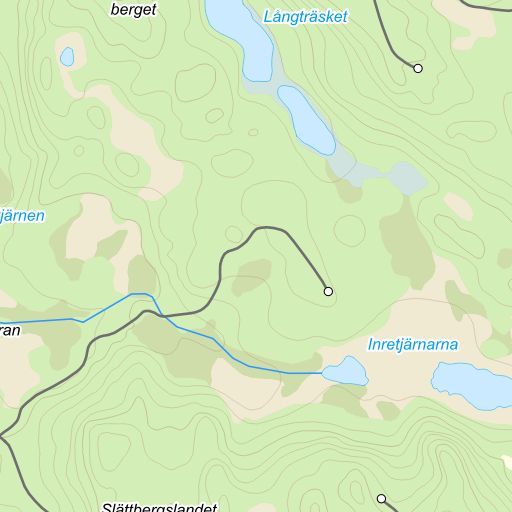 berget
Långträsket
järnen
ran
Inretjärnarna
Slättbergslandet